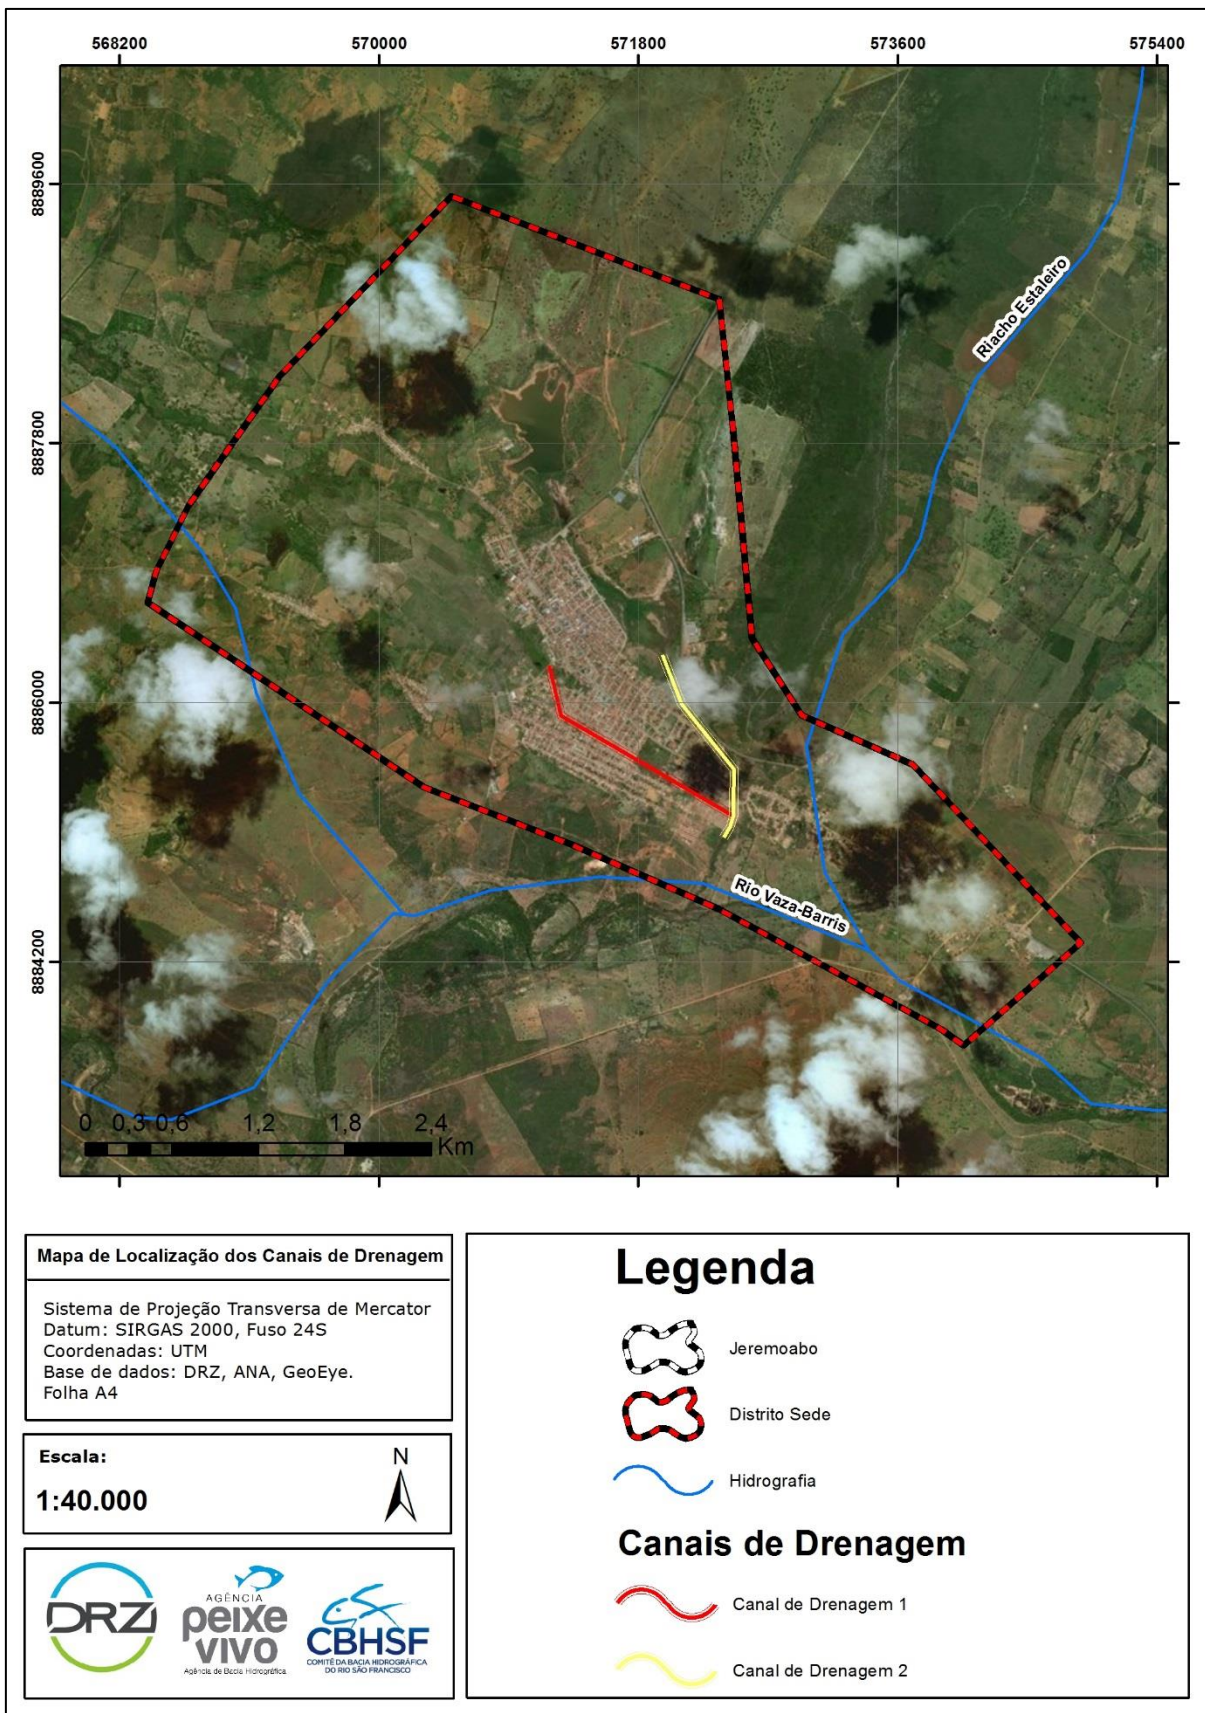 568200 570000 571800 573600 575400
8889600
8887800
8886000
8884200
Riacho Estaleiro
Rio Vaza-Barris
0 0,3 0,6 1,2 1,8 2,4
Km
Mapa de Localização dos Canais de Drenagem
Sistema de Projeção Transversa de Mercator
Datum: SIRGAS 2000, Fuso 24S
Coordenadas: UTM
Base de dados: DRZ, ANA, GeoEye.
Folha A4
Escala:
1:40.000
N
DRZ
AGÊNCIA
peixe
vivo
Agência de Bacia Hidrográfica
CBHSF
COMITÊ DA BACIA HIDROGRÁFICA
DO RIO SÃO FRANCISCO
Legenda
Jeremoabo
Distrito Sede
Hidrografia
Canais de Drenagem
Canal de Drenagem 1
Canal de Drenagem 2